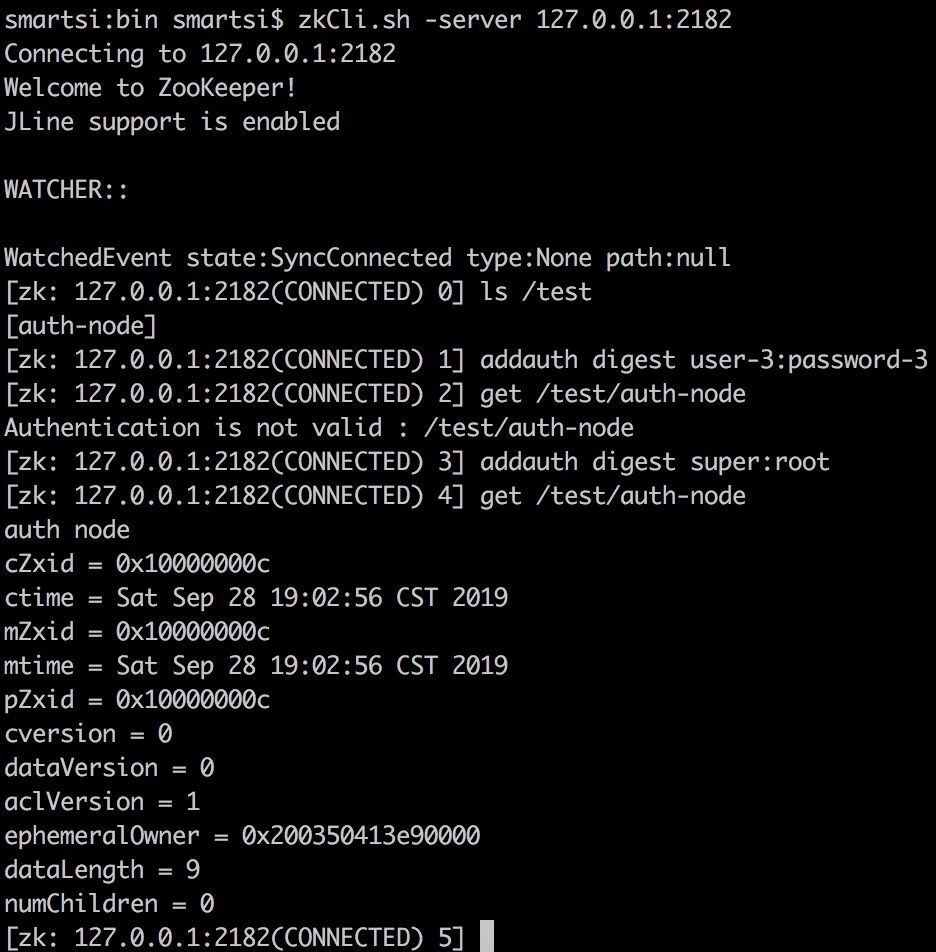 smartsi:bin smartsi$ zkCli.sh -server 127.0.0.1:2182
Connecting to 127.0.0.1:2182
Welcome to ZooKeeper!
JLine support is enabled
WATCHER::
WatchedEvent state:SyncConnected type:None path:null
[zk: 127.0.0.1:2182(CONNECTED) 0] ls /test
[auth-node]
[zk: 127.0.0.1:2182(CONNECTED) 1] addauth digest user-3:password-3
[zk: 127.0.0.1:2182(CONNECTED) 2] get /test/auth-node
Authentication is not valid : /test/auth-node
[zk: 127.0.0.1:2182(CONNECTED) 3] addauth digest super:root
[zk: 127.0.0.1:2182(CONNECTED) 4] get /test/auth-node
auth node
cZxid = 0x10000000c
ctime = Sat Sep 28 19:02:56 CST 2019
mZxid = 0x10000000c
mtime = Sat Sep 28 19:02:56 CST 2019
pZxid = 0x10000000c
cversion = 0
dataVersion = 0
aclVersion = 1
ephemeralOwner = 0x200350413e90000
dataLength = 9
numChildren = 0
[zk: 127.0.0.1:2182(CONNECTED) 5]